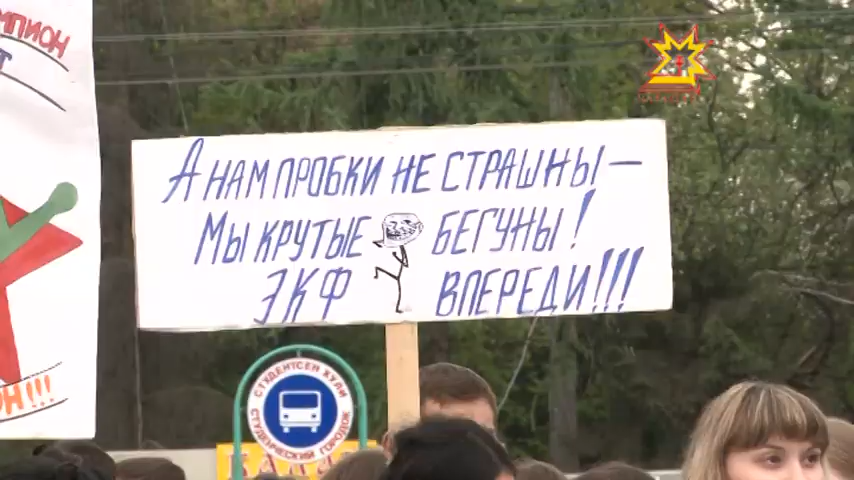 А НАМ ПРОБКИ НЕ СТРАШНЫ –
МЫ КРУТЫЕ БЕГУНЫ!
ЭКФ ВПЕРЕДИ!!!
СТУДЕНТСЕН ХУЛИ
СТУДЕНЧЕСКИЙ ГОРОДОК